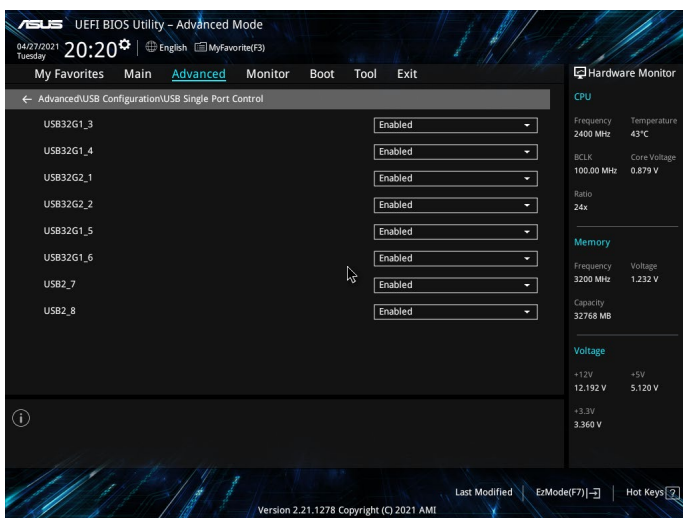 ASUS UEFI BIOS Utility – Advanced Mode
04/27/2021 Tuesday 20:20 English MyFavorite(F3)
My Favorites Main Advanced Monitor Boot Tool Exit
← Advanced\USB Configuration\USB Single Port Control
USB32G1_3 Enabled
USB32G1_4 Enabled
USB32G2_1 Enabled
USB32G2_2 Enabled
USB32G1_5 Enabled
USB32G1_6 Enabled
USB2_7 Enabled
USB2_8 Enabled
Hardware Monitor
CPU
Frequency Temperature
2400 MHz 43°C
BCLK Core Voltage
100.00 MHz 0.879 V
Ratio
24x
Memory
Frequency Voltage
3200 MHz 1.232 V
Capacity
32768 MB
Voltage
+12V +5V
12.192 V 5.120 V
+3.3V
3.360 V
Last Modified EzMode(F7) Hot Keys ?
Version 2.21.1278 Copyright (C) 2021 AMI